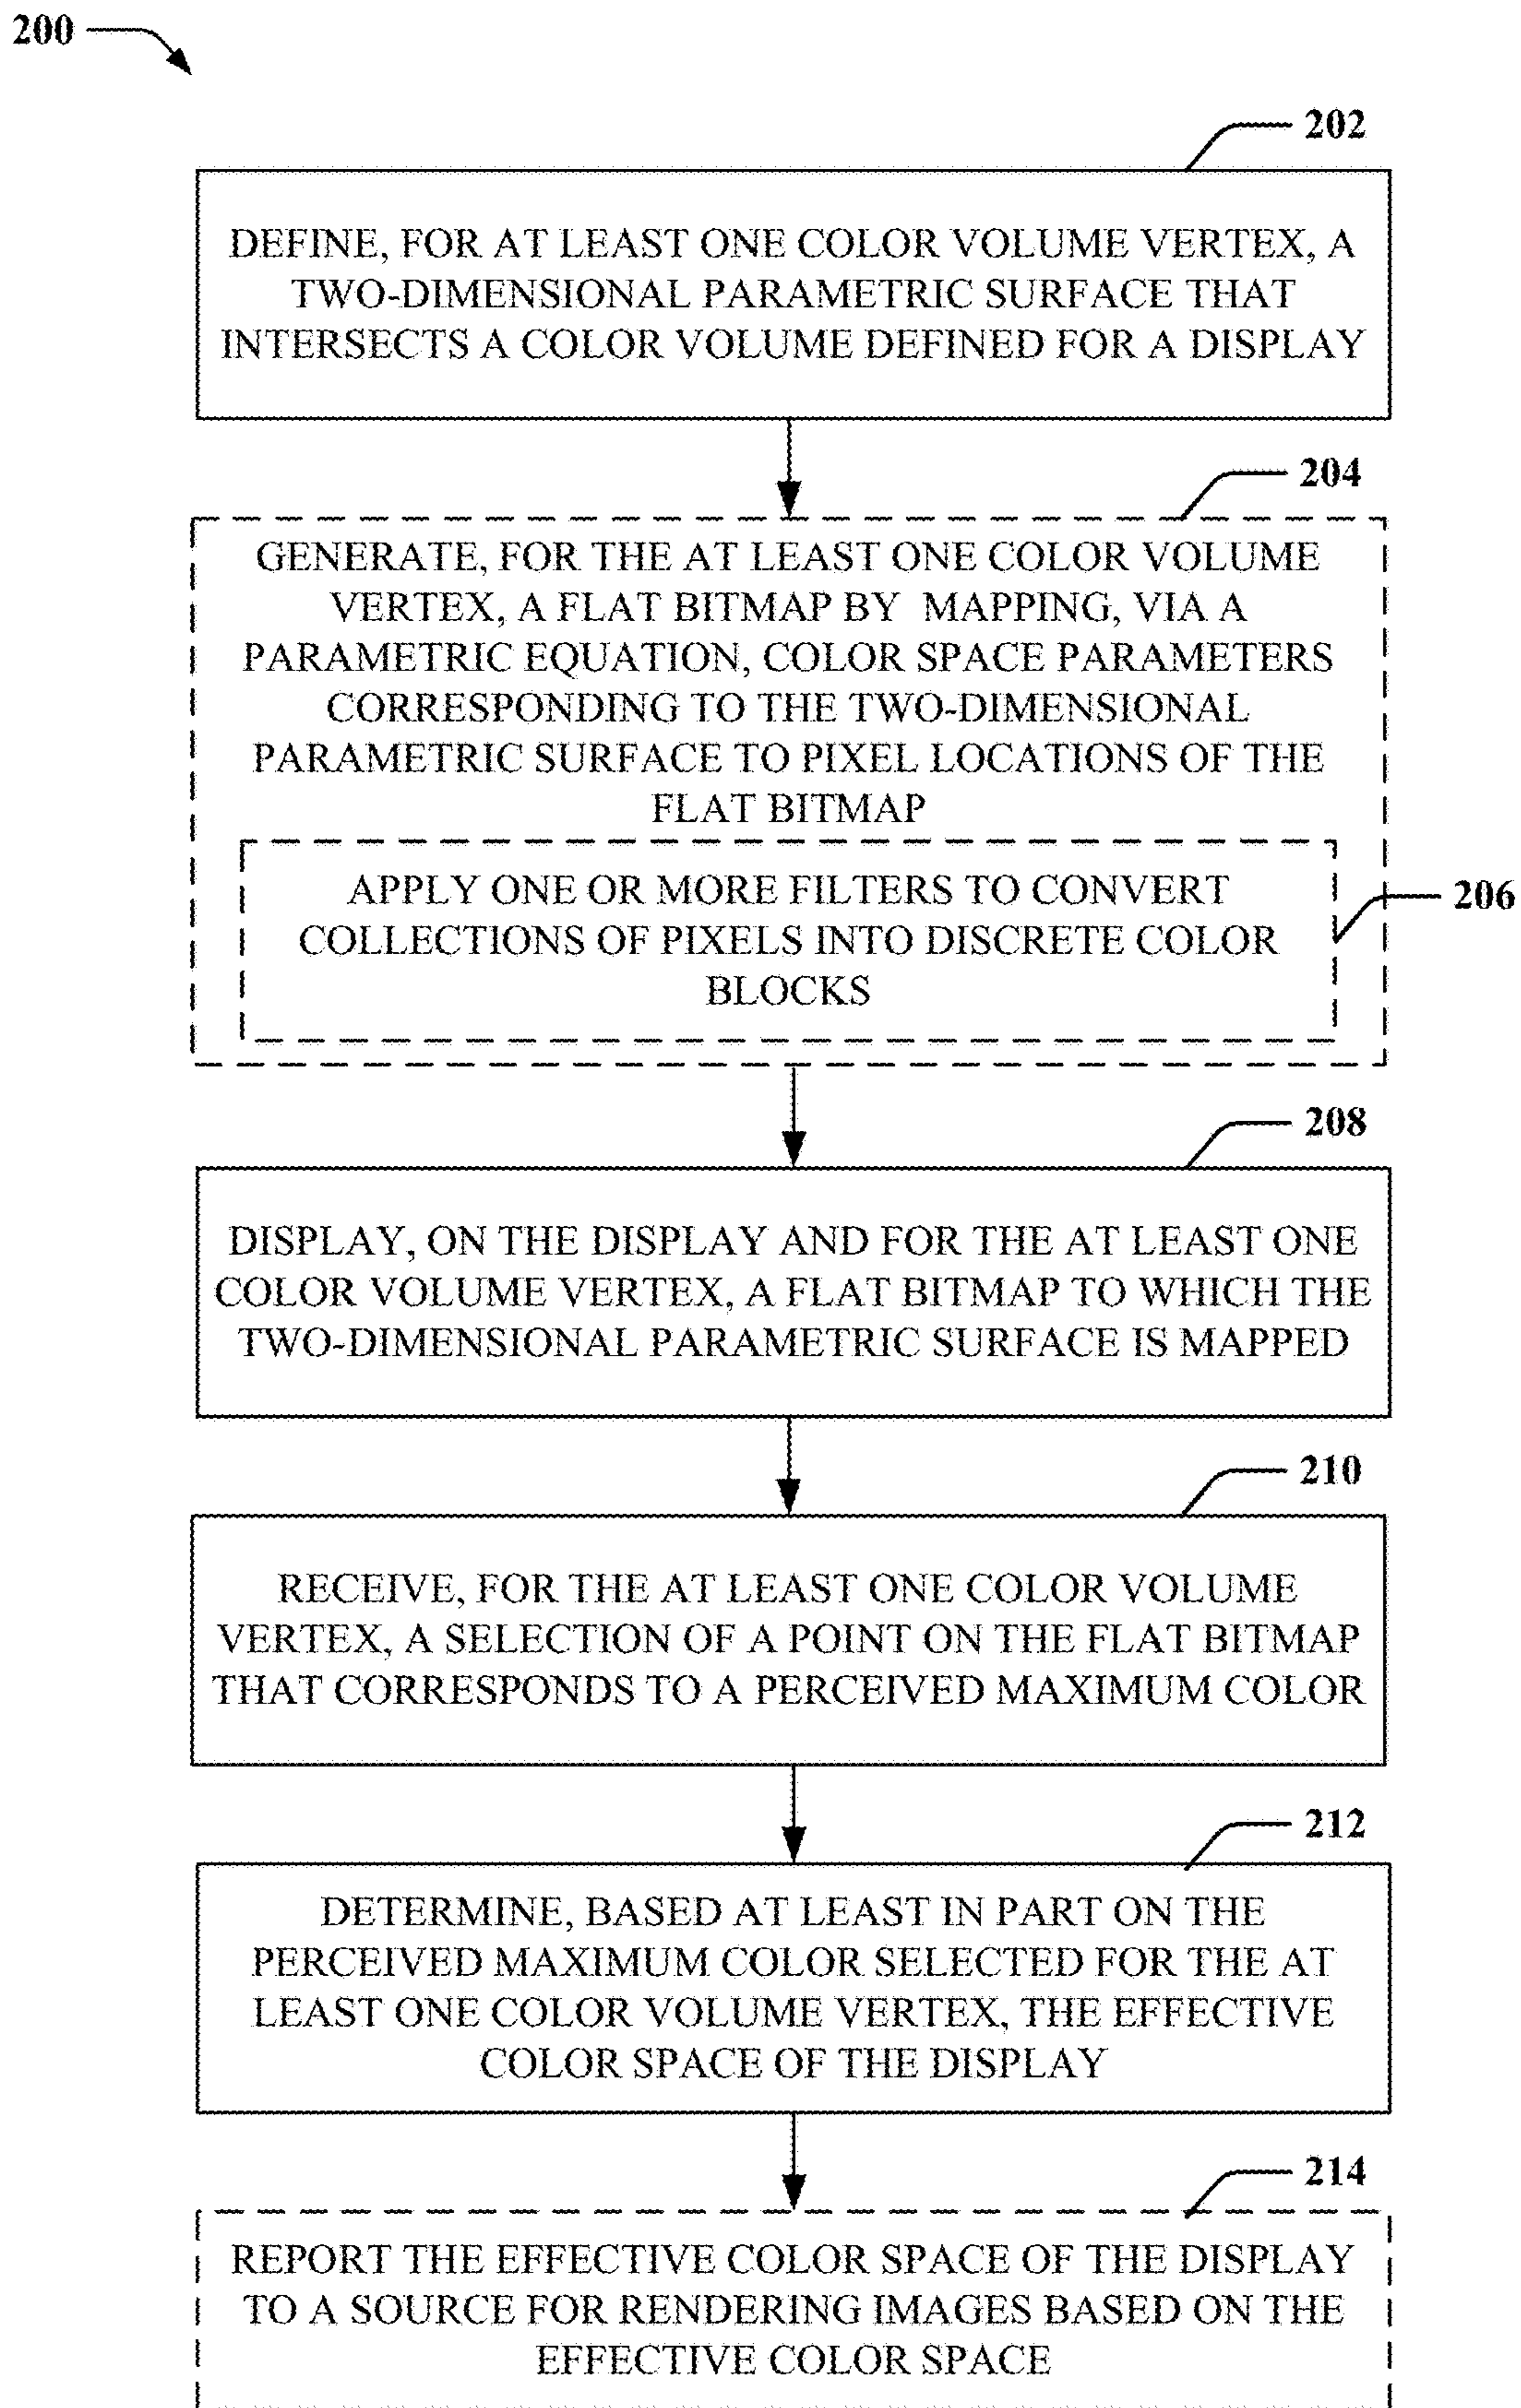 200
202
DEFINE, FOR AT LEAST ONE COLOR VOLUME VERTEX, A
TWO-DIMENSIONAL PARAMETRIC SURFACE THAT
INTERSECTS A COLOR VOLUME DEFINED FOR A DISPLAY
204
GENERATE, FOR THE AT LEAST ONE COLOR VOLUME
VERTEX, A FLAT BITMAP BY MAPPING, VIA A
PARAMETRIC EQUATION, COLOR SPACE PARAMETERS
CORRESPONDING TO THE TWO-DIMENSIONAL
PARAMETRIC SURFACE TO PIXEL LOCATIONS OF THE
FLAT BITMAP
206
APPLY ONE OR MORE FILTERS TO CONVERT
COLLECTIONS OF PIXELS INTO DISCRETE COLOR
BLOCKS
208
DISPLAY, ON THE DISPLAY AND FOR THE AT LEAST ONE
COLOR VOLUME VERTEX, A FLAT BITMAP TO WHICH THE
TWO-DIMENSIONAL PARAMETRIC SURFACE IS MAPPED
210
RECEIVE, FOR THE AT LEAST ONE COLOR VOLUME
VERTEX, A SELECTION OF A POINT ON THE FLAT BITMAP
THAT CORRESPONDS TO A PERCEIVED MAXIMUM COLOR
212
DETERMINE, BASED AT LEAST IN PART ON THE
PERCEIVED MAXIMUM COLOR SELECTED FOR THE AT
LEAST ONE COLOR VOLUME VERTEX, THE EFFECTIVE
COLOR SPACE OF THE DISPLAY
214
REPORT THE EFFECTIVE COLOR SPACE OF THE DISPLAY
TO A SOURCE FOR RENDERING IMAGES BASED ON THE
EFFECTIVE COLOR SPACE